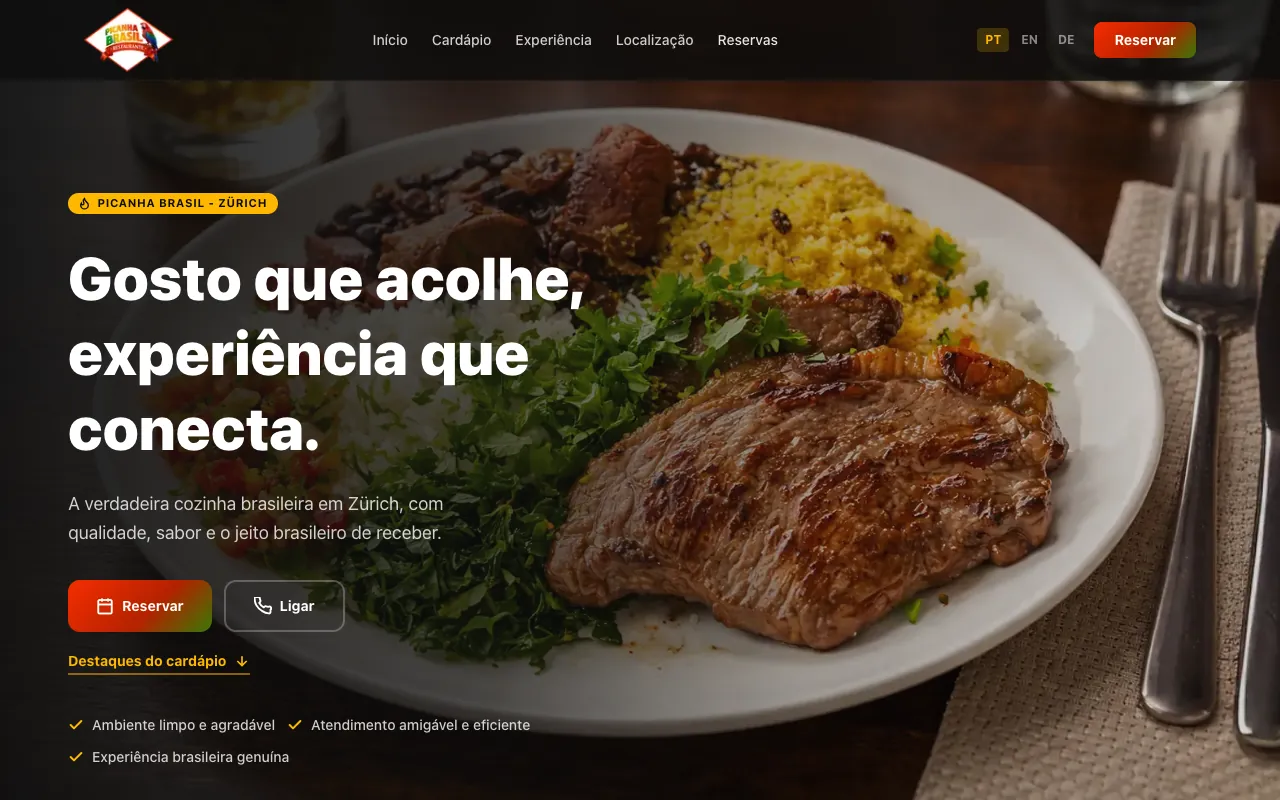 PICANHA
BRASIL
RESTAURANTE
Início
Cardápio
Experiência
Localização
Reservas
PT
EN
DE
Reservar
PICANHA BRASIL - ZÜRICH
Gosto que acolhe,
experiência que
conecta.
A verdadeira cozinha brasileira em Zürich, com
qualidade, sabor e o jeito brasileiro de receber.
Reservar
Ligar
Destaques do cardápio
Ambiente limpo e agradável
Atendimento amigável e eficiente
Experiência brasileira genuína